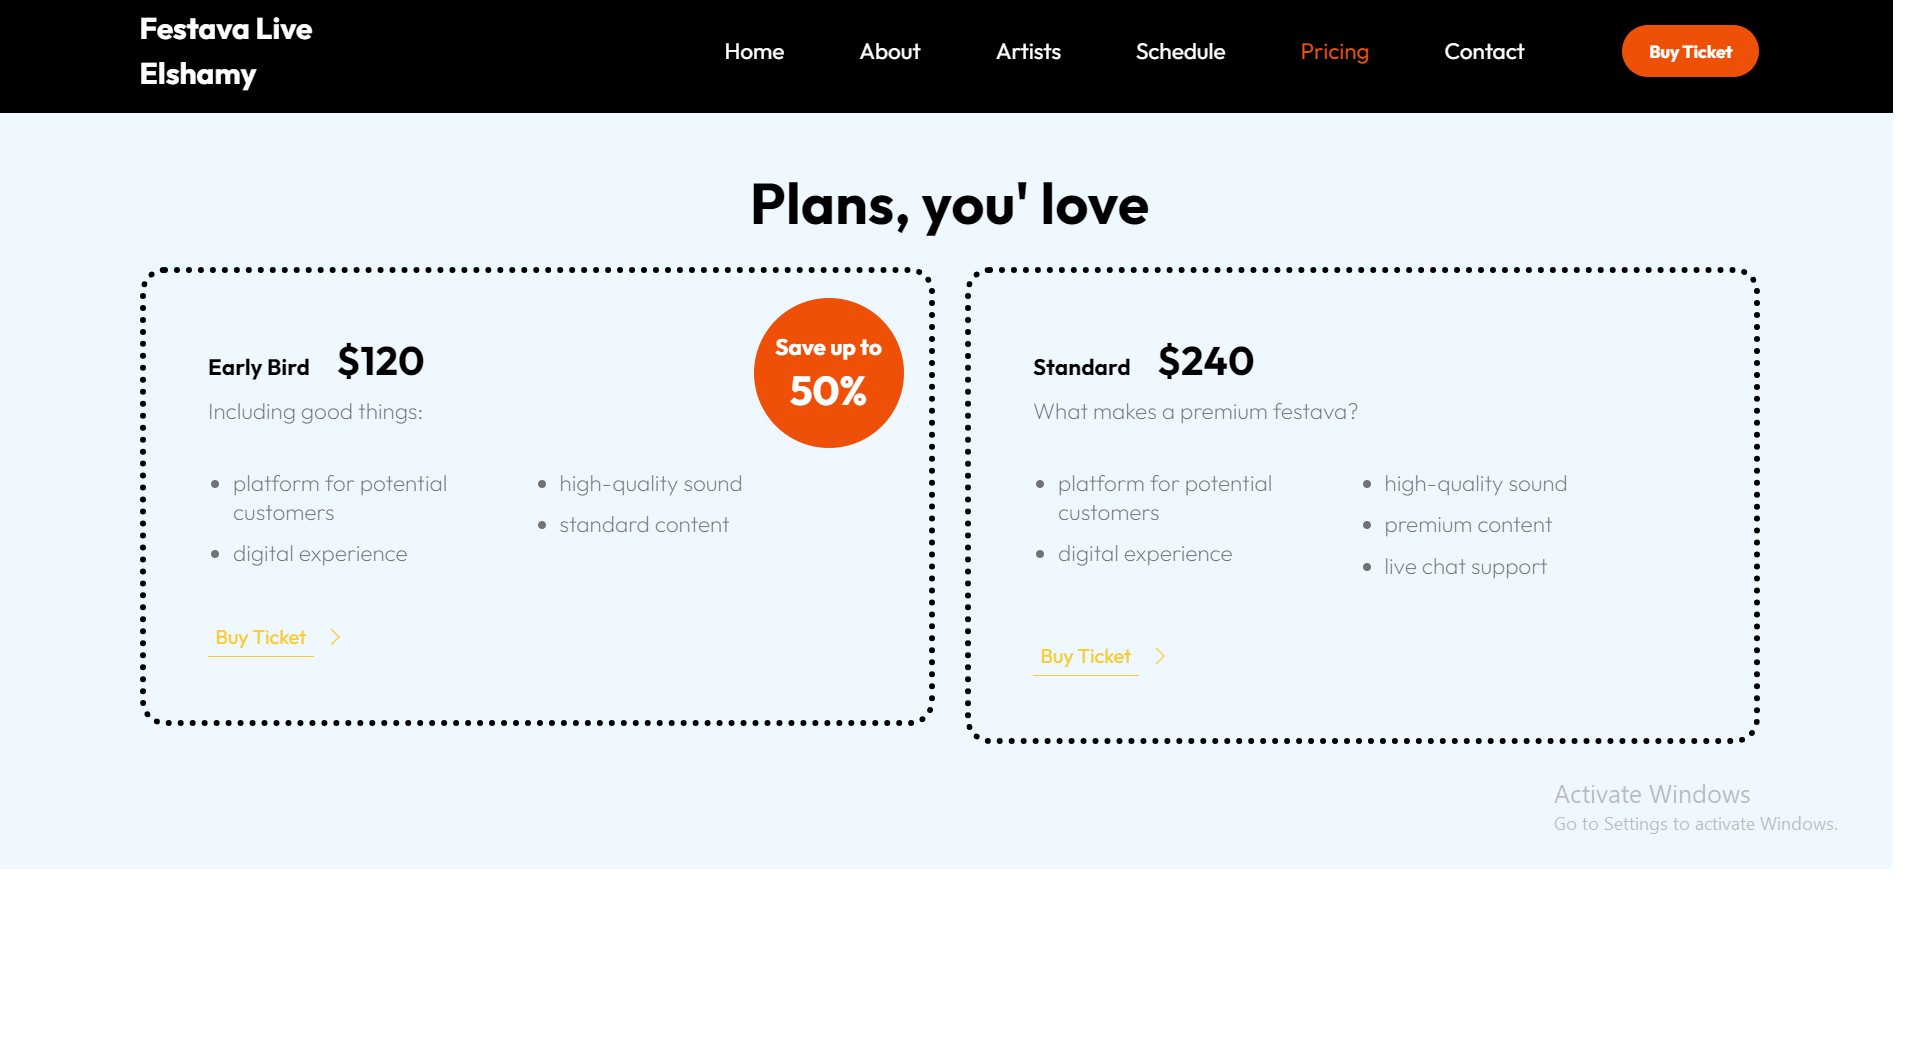 Festava Live
Elshamy
Home About Artists Schedule Pricing Contact Buy Ticket
Plans, you' love
Early Bird $120
Including good things:
Save up to
50%
platform for potential
customers
digital experience
high-quality sound
standard content
Buy Ticket
Standard $240
What makes a premium festava?
platform for potential
customers
digital experience
high-quality sound
premium content
live chat support
Buy Ticket
Activate Windows
Go to Settings to activate Windows.